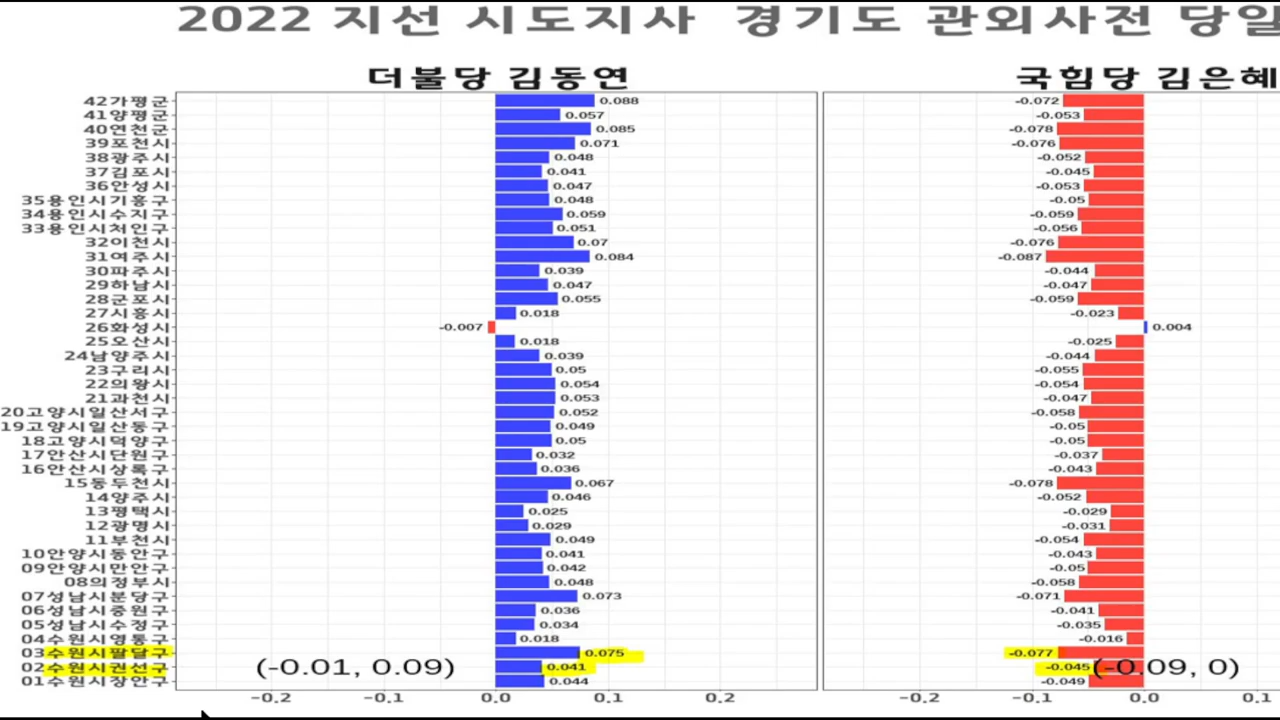 2022 지선 시도지사 경기도 관외사전 당일
더불당 김동연 국힘당 김은혜
42가평군 0.088 -0.072
41양평군 0.057 -0.053
40연천군 0.085 -0.078
39포천시 0.071 -0.076
38광주시 0.048 -0.052
37김포시 0.041 -0.045
36안성시 0.047 -0.053
35용인시기흥구 0.048 -0.05
34용인시수지구 0.059 -0.059
33용인시처인구 0.051 -0.056
32이천시 0.07 -0.076
31여주시 0.084 -0.087
30파주시 0.039 -0.044
29하남시 0.047 -0.047
28군포시 0.055 -0.059
27시흥시 0.018 -0.023
26화성시 -0.007 0.004
25오산시 0.018 -0.025
24남양주시 0.039 -0.044
23구리시 0.05 -0.055
22의왕시 0.054 -0.054
21과천시 0.053 -0.047
20고양시일산서구 0.052 -0.058
19고양시일산동구 0.049 -0.05
18고양시덕양구 0.05 -0.05
17안산시단원구 0.032 -0.037
16안산시상록구 0.036 -0.043
15동두천시 0.067 -0.078
14양주시 0.046 -0.052
13평택시 0.025 -0.029
12광명시 0.029 -0.031
11부천시 0.049 -0.054
10안양시동안구 0.041 -0.043
09안양시만안구 0.042 -0.05
08의정부시 0.048 -0.058
07성남시분당구 0.073 -0.071
06성남시중원구 0.036 -0.041
05성남시수정구 0.034 -0.035
04수원시영통구 0.018 -0.016
03수원시팔달구 0.075 -0.077
02수원시권선구 (-0.01, 0.09) 0.041 -0.045 (-0.09, 0)
01수원시장안구 0.044 -0.049
-0.2 -0.1 0.0 0.1 0.2 -0.2 -0.1 0.0 0.1